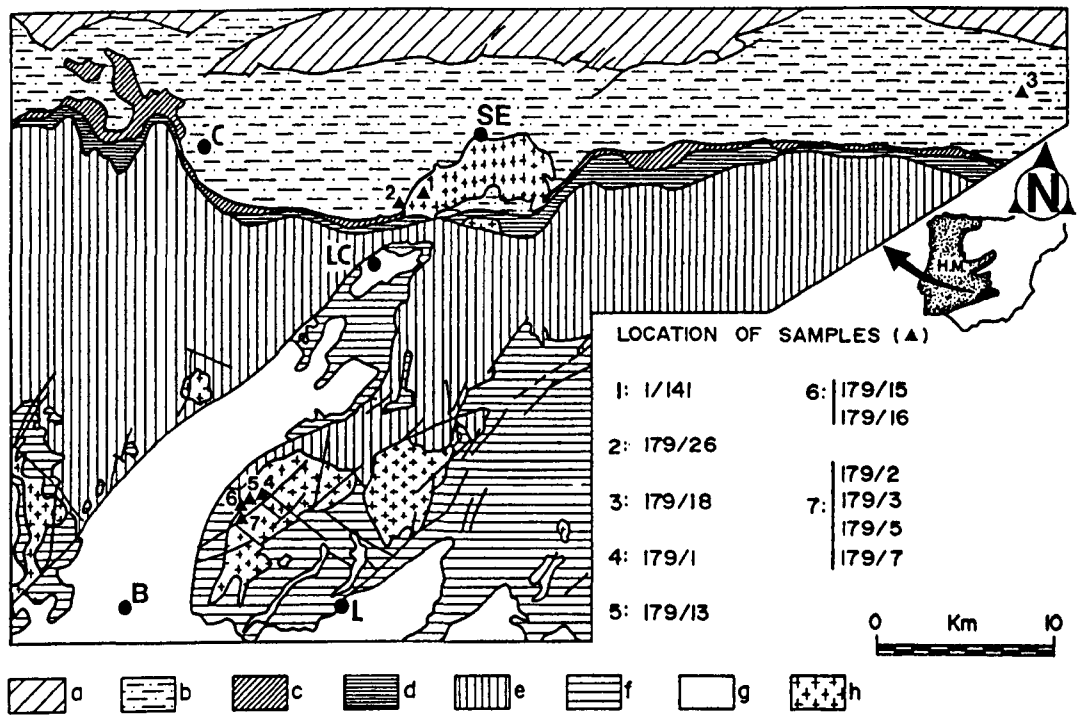 3
SE
C
2
1
N
LC
H.M.
LOCATION OF SAMPLES (▲)
1: 1/141
2: 179/26
3: 179/18
4: 179/1
5: 179/13
6: 179/15
179/16
7: 179/2
179/3
179/5
179/7
5 4
6
7
B
L
0 Km 10
a b c d e f g h